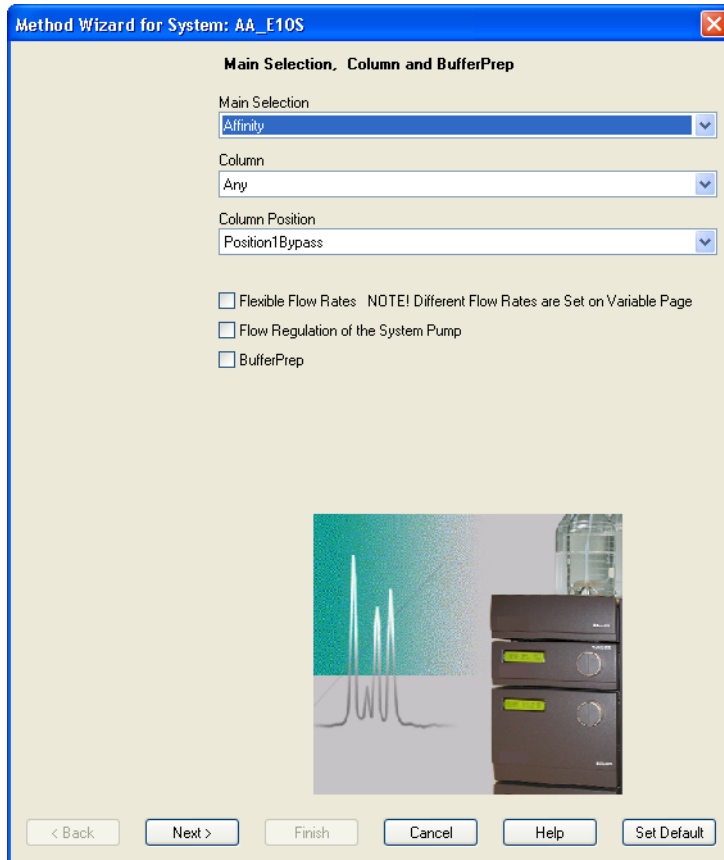 Method Wizard for System: AA_E10S
Main Selection, Column and BufferPrep
Main Selection
Affinity
Column
Any
Column Position
Position1Bypass
Flexible Flow Rates NOTE! Different Flow Rates are Set on Variable Page
Flow Regulation of the System Pump
BufferPrep
< Back Next > Finish Cancel Help Set Default